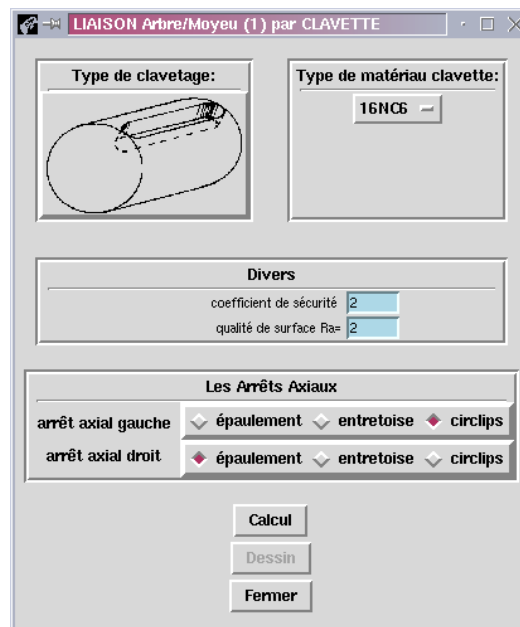 LIAISON Arbre/Moyeu (1) par CLAVETTE
Type de clavetage:
Type de matériau clavette:
16NC6
Divers
coefficient de sécurité 2
qualité de surface Ra= 2
Les Arrêts Axiaux
arrêt axial gauche épaulement entretoise circlips
arrêt axial droit épaulement entretoise circlips
Calcul
Dessin
Fermer